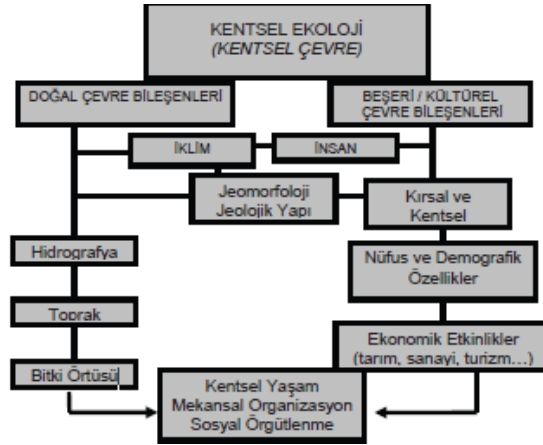 KENTSEL EKOLOJİ
(KENTSEL ÇEVRE)
DOĞAL ÇEVRE BİLEŞENLERİ
BEŞERİ / KÜLTÜREL
ÇEVRE BİLEŞENLERİ
İKLİM
İNSAN
Jeomorfoloji
Jeolojik Yapı
Kırsal ve
Kentsel
Hidrografya
Nüfus ve Demografik
Özellikler
Toprak
Ekonomik Etkinlikler
(tarım, sanayi, turizm...)
Bitki Örtüsü
Kentsel Yaşam
Mekansal Organizasyon
Sosyal Örgütlenme